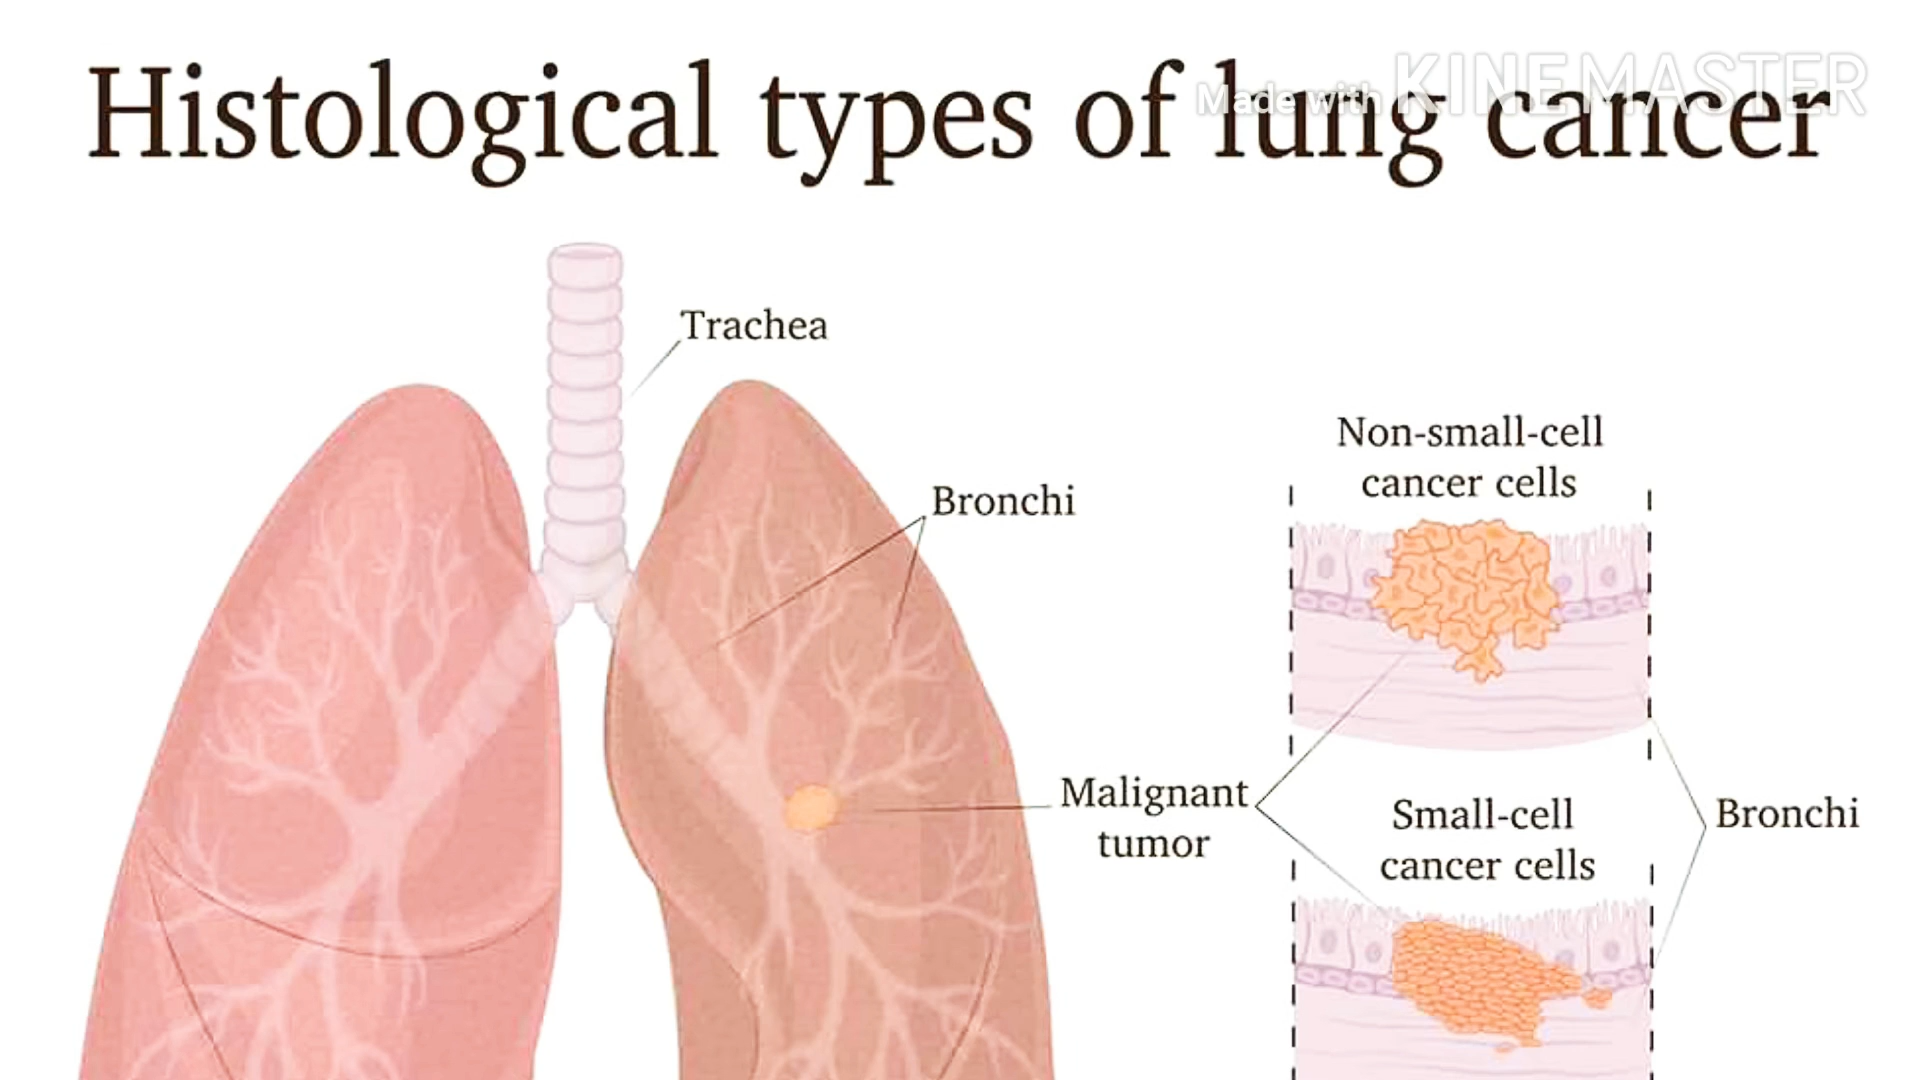 Histological types of lung cancer
Made with KINEMASTER
Trachea
Bronchi
Non-small-cell
cancer cells
Malignant
tumor
Small-cell
cancer cells
Bronchi